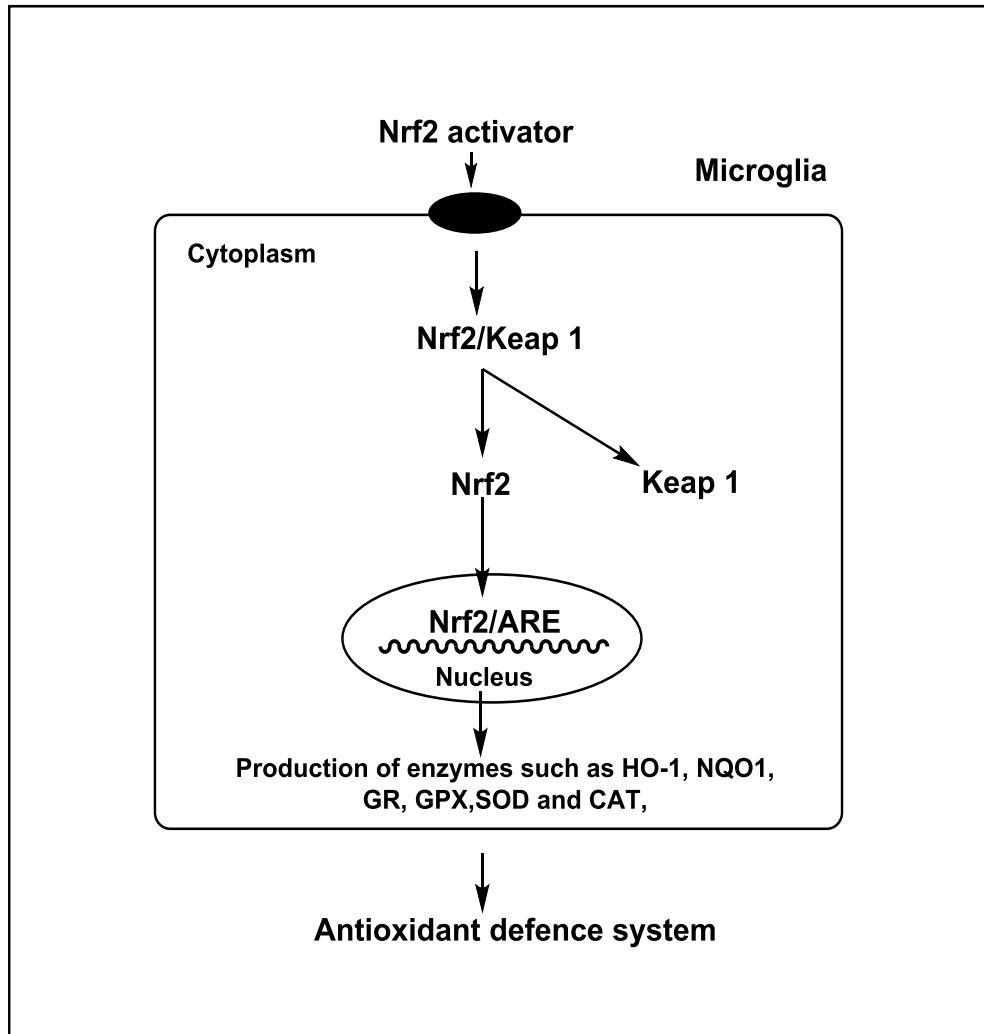 Nrf2 activator
Microglia
Cytoplasm
Nrf2/Keap 1
Nrf2
Keap 1
Nrf2/ARE
Nucleus
Production of enzymes such as HO-1, NQO1,
GR, GPX,SOD and CAT,
Antioxidant defence system